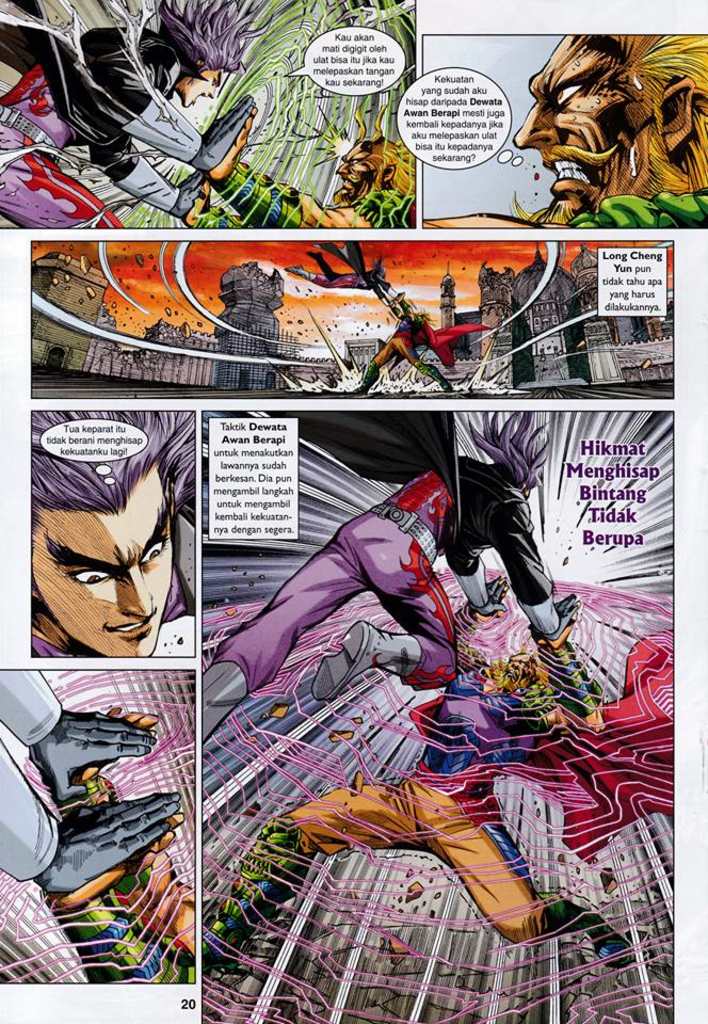 Kau akan
mati digigit oleh
ulat bisa itu jika kau
melepaskan tangan
kau sekarang!
Kekuatan
yang sudah aku
hisap daripada Dewata
Awan Berapi mesti juga
kembali kepadanya jika
aku melepaskan bisa
itu kepadanya
sekarang?
Long Cheng
Yun pun
tidak tahu apa
yang harus
dilakukannya.
Tua keparat itu
tidak berani menghisap
kekuatanku lagi!
Taktik Dewata
Awan Berapi
untuk menakutkan
lawannya sudah
berkesan. Dia pun
mengambil langkah
untuk mengambil
kembali kekuatan-
nya dengan segera.
Hikmat
Menghisap
Bintang
Tidak
Berupa
20